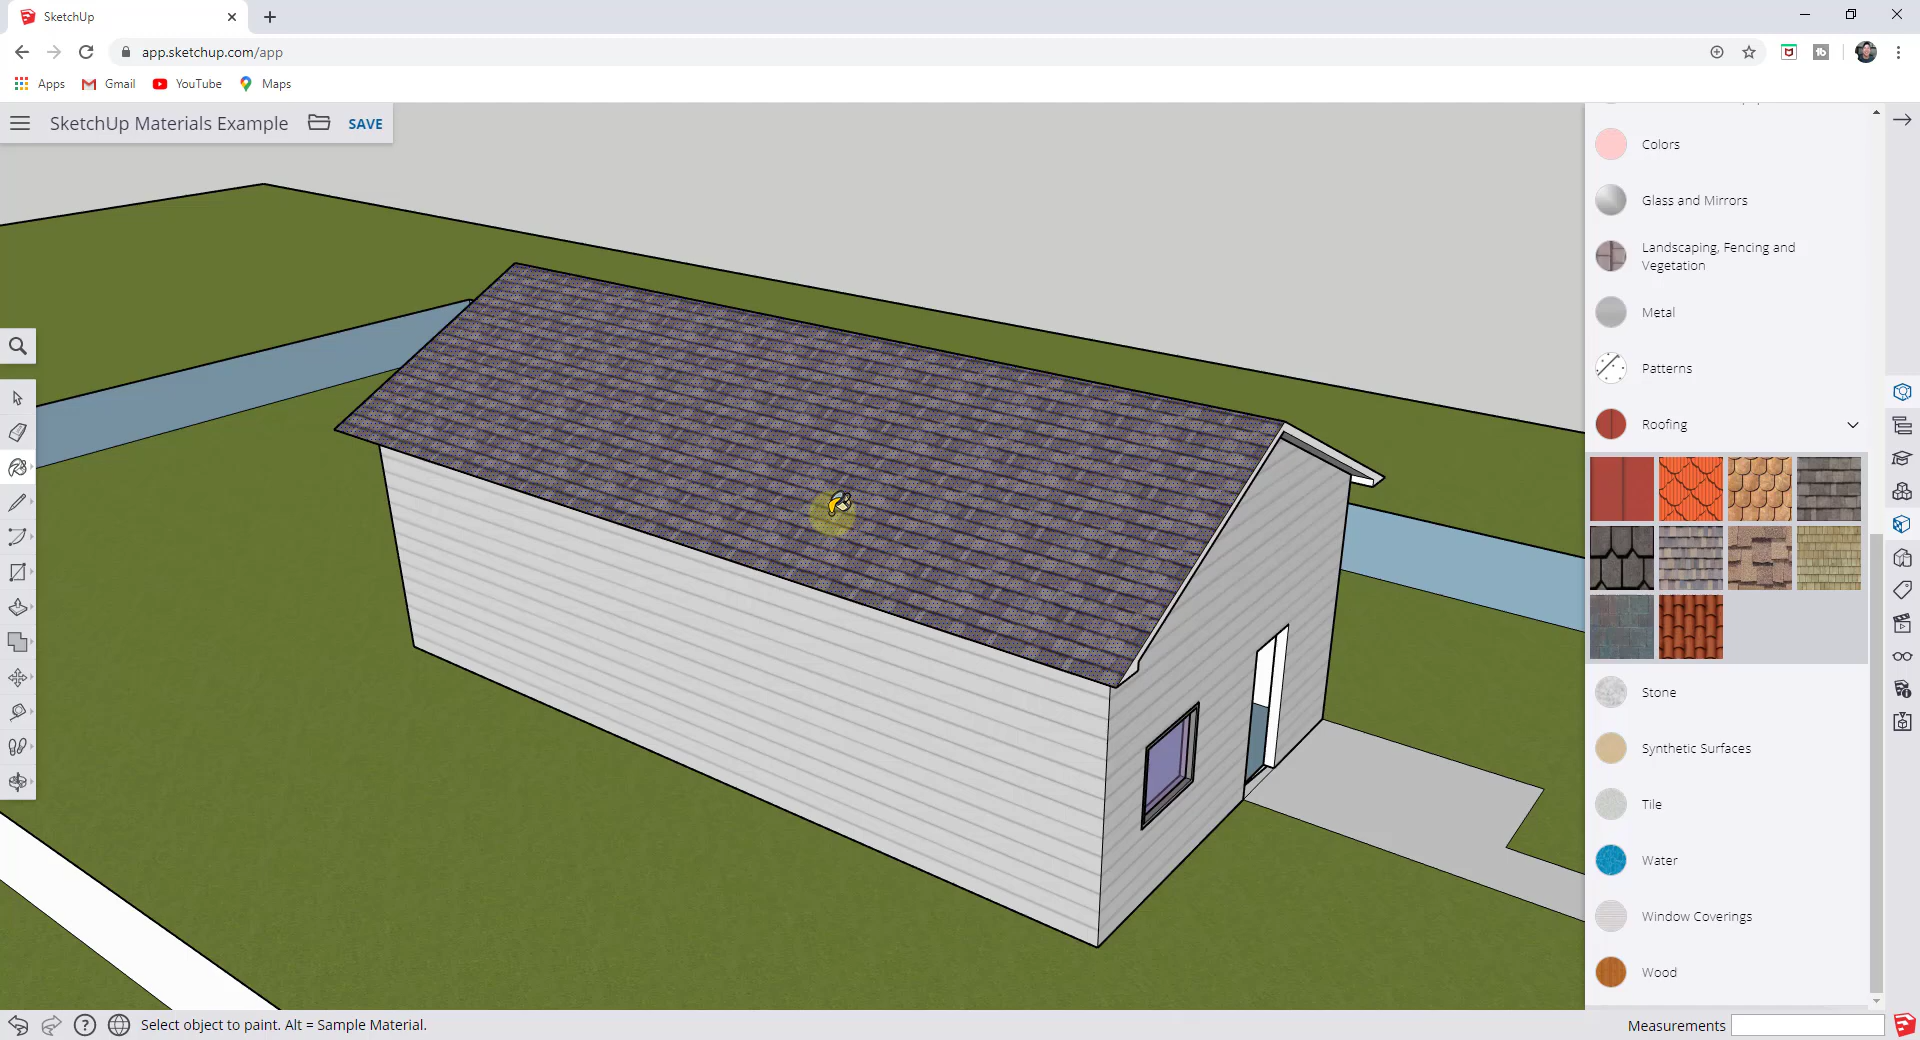 SketchUp
app.sketchup.com/app
Apps
Gmail
YouTube
Maps
SketchUp Materials Example
SAVE
Colors
Glass and Mirrors
Landscaping, Fencing and
Vegetation
Metal
Patterns
Roofing
Stone
Synthetic Surfaces
Tile
Water
Window Coverings
Wood
Select object to paint. Alt = Sample Material.
Measurements